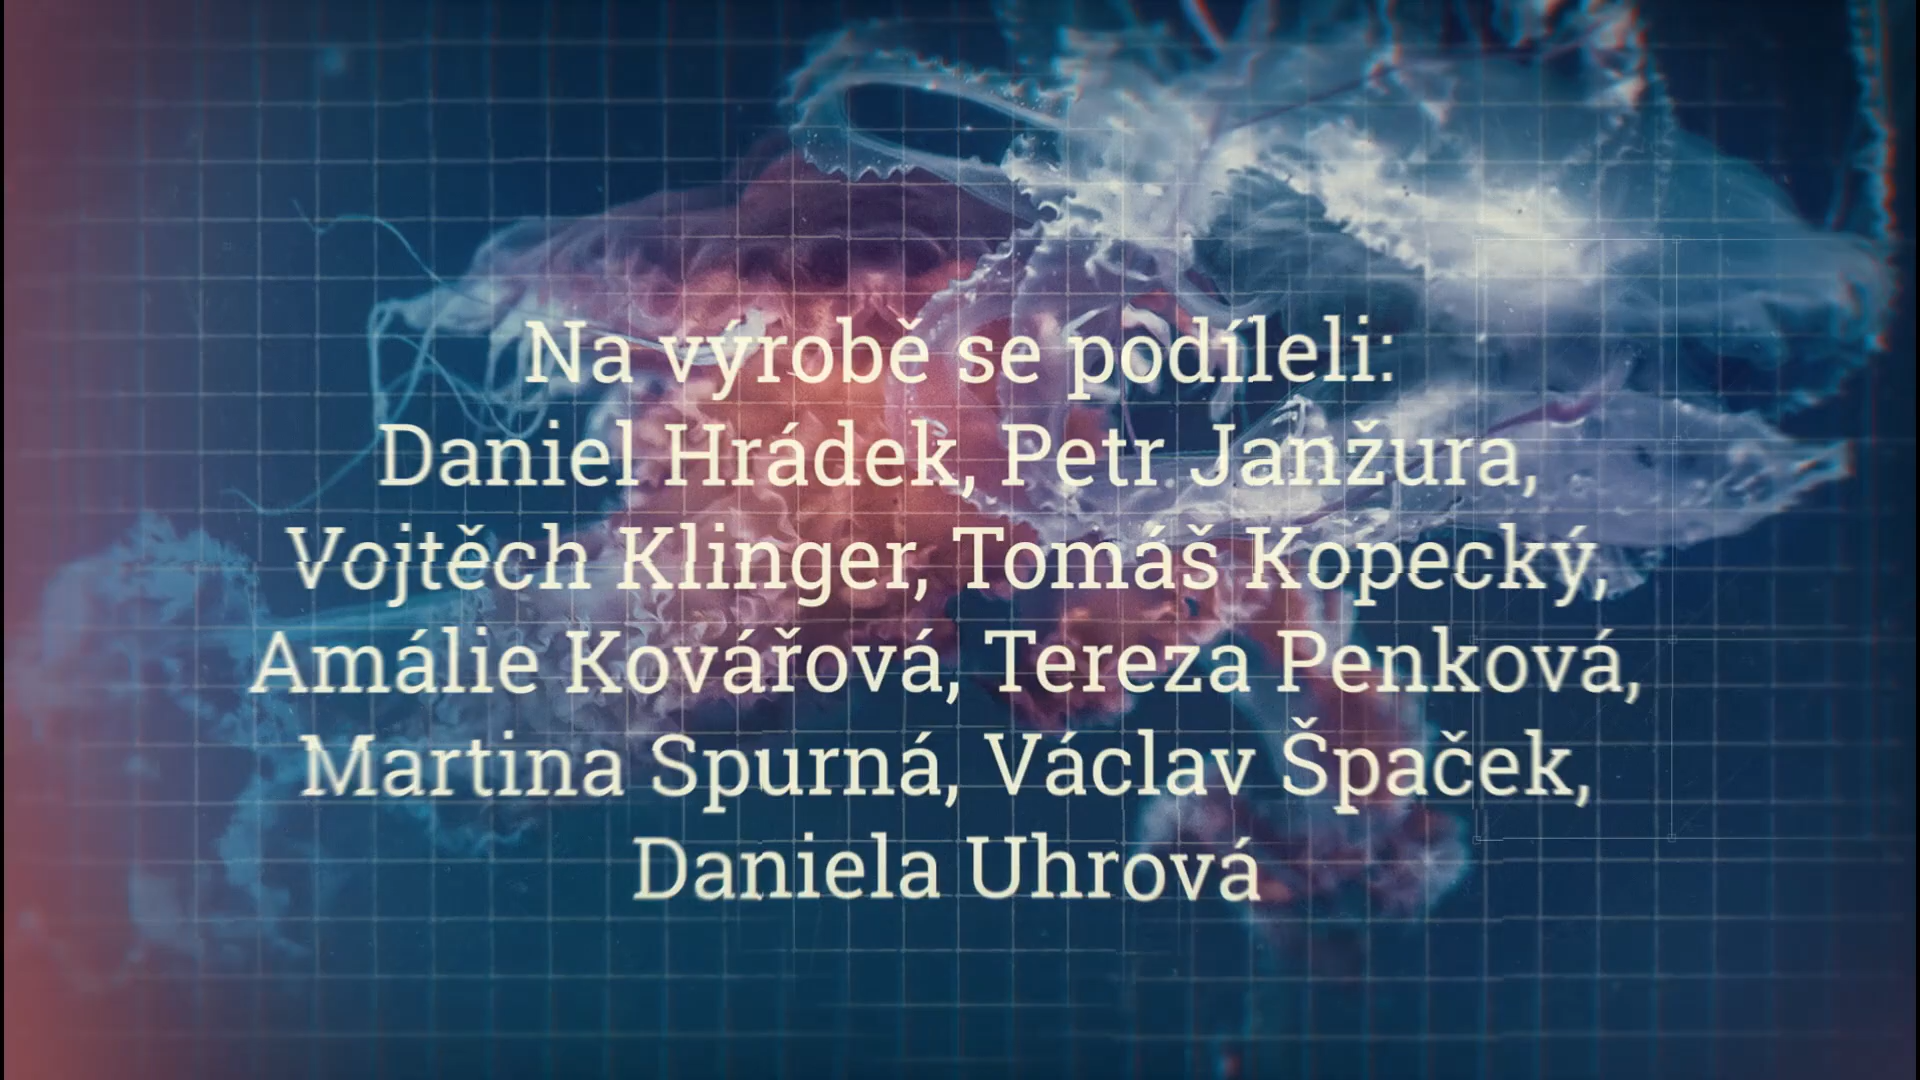 Na výrobě se podíleli:
Daniel Hrádek, Petr Janžura,
Vojtěch Klinger, Tomáš Kopecký,
Amálie Kovářová, Tereza Penková,
Martina Spurná, Václav Špaček,
Daniela Uhrová